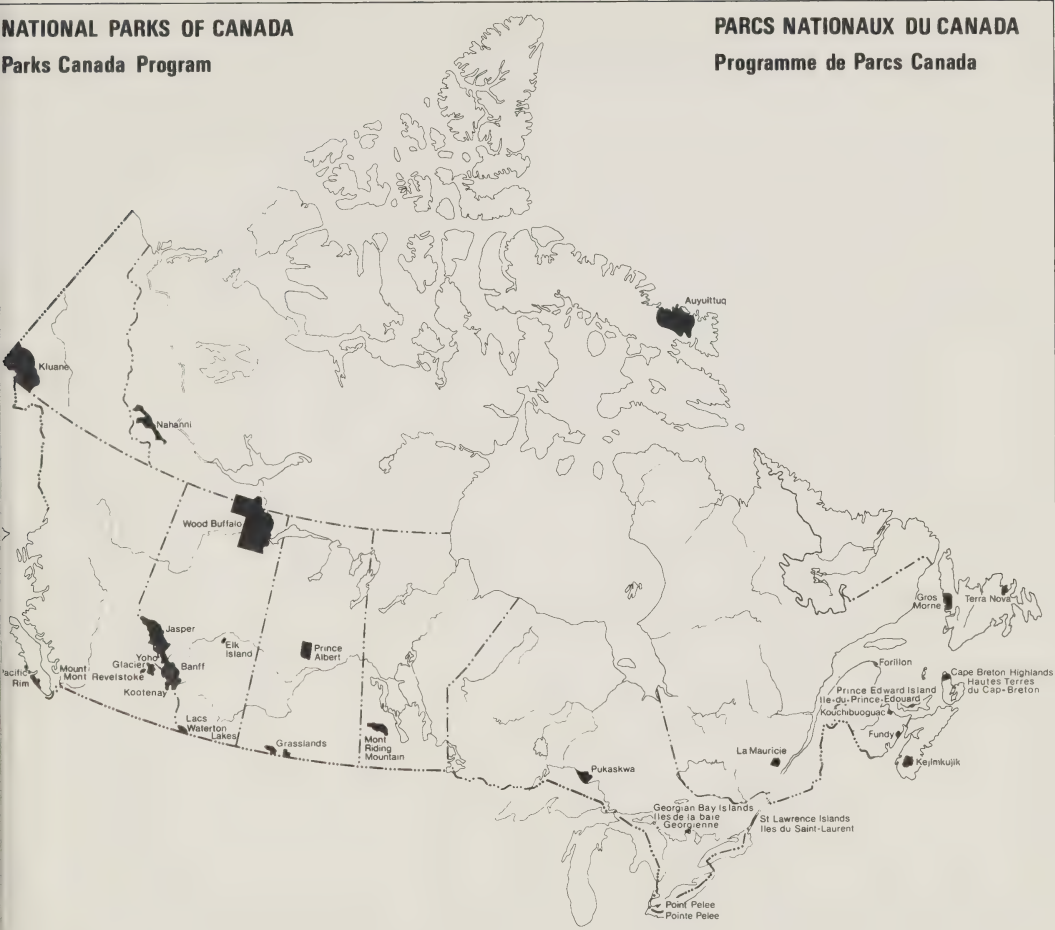 NATIONAL PARKS OF CANADA
Parks Canada Program
PARCS NATIONAUX DU CANADA
Programme de Parcs Canada
Auyuittuq
Kluane
Nahanni
Wood Buffalo
Jasper
Yoho
Glacier
Banff
Mount
Mont Revelstoke
Kootenay
Pacific
Rim
Elk
Island
Prince
Albert
Lacs
Waterton
Lakes
Grasslands
Mont
Riding
Mountain
Pukaskwa
Georgian Bay Islands
Iles de la baie
Georgienne
St Lawrence Islands
Iles du Saint-Laurent
Point Pelee
Pointe Pelee
La Mauricie
Gros
Morne
Terra Nova
Forillon
Cape Breton Highlands
Hautes Terres
du Cap-Breton
Prince Edward Island
Ile-du-Prince-Edouard
Kouchibouguac
Fundy
Kejimkujik